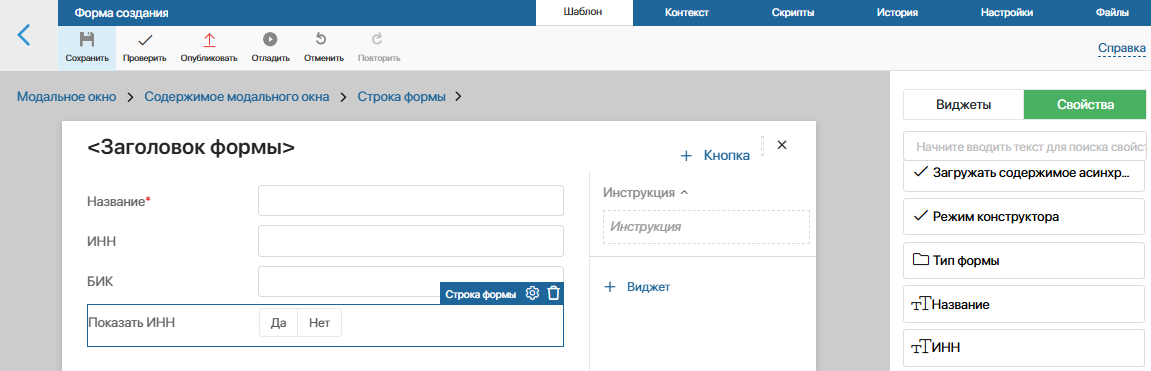 Форма создания
Шаблон
Контекст
Скрипты
История
Настройки
Файлы
Сохранить
Проверить
Опубликовать
Отладить
Отменить
Повторить
Справка
Модальное окно > Содержимое модального окна > Строка формы >
Виджеты
Свойства
Начните вводить текст для поиска свойст
<Заголовок формы>
+ Кнопка
Загружать содержимое асинхр...
Название*
Инструкция
Инструкция
Режим конструктора
ИНН
Тип формы
БИК
Строка формы
+ Виджет
Название
Показать ИНН
Да
Нет
ИНН